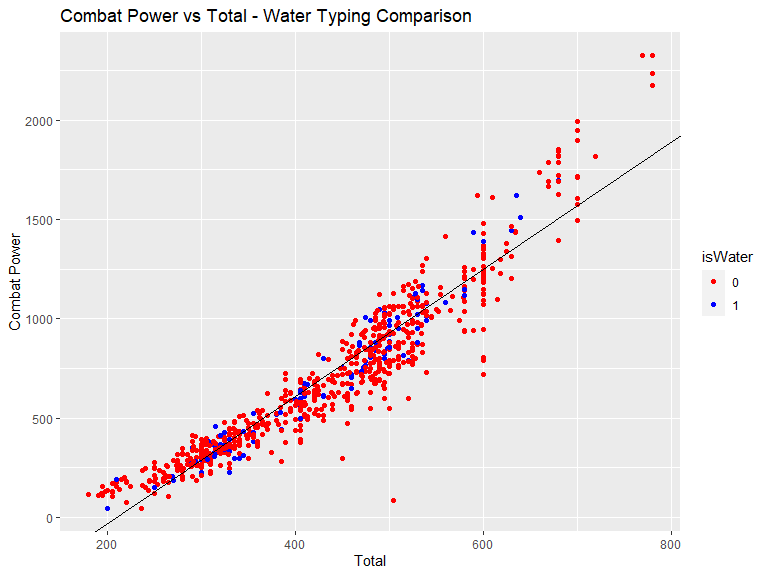 Combat Power vs Total - Water Typing Comparison
2000
1500
1000
500
0
Combat Power
200
400
600
800
Total
isWater
0
1